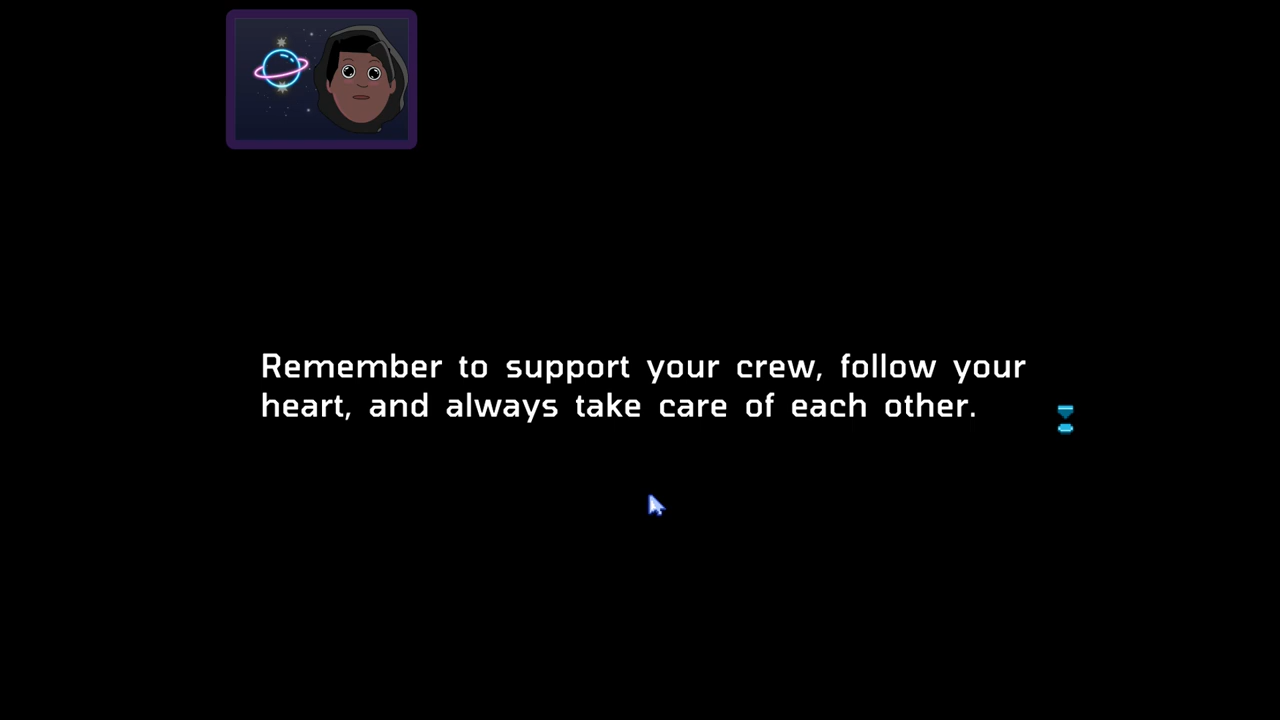 Remember to support your crew, follow your
heart, and always take care of each other.